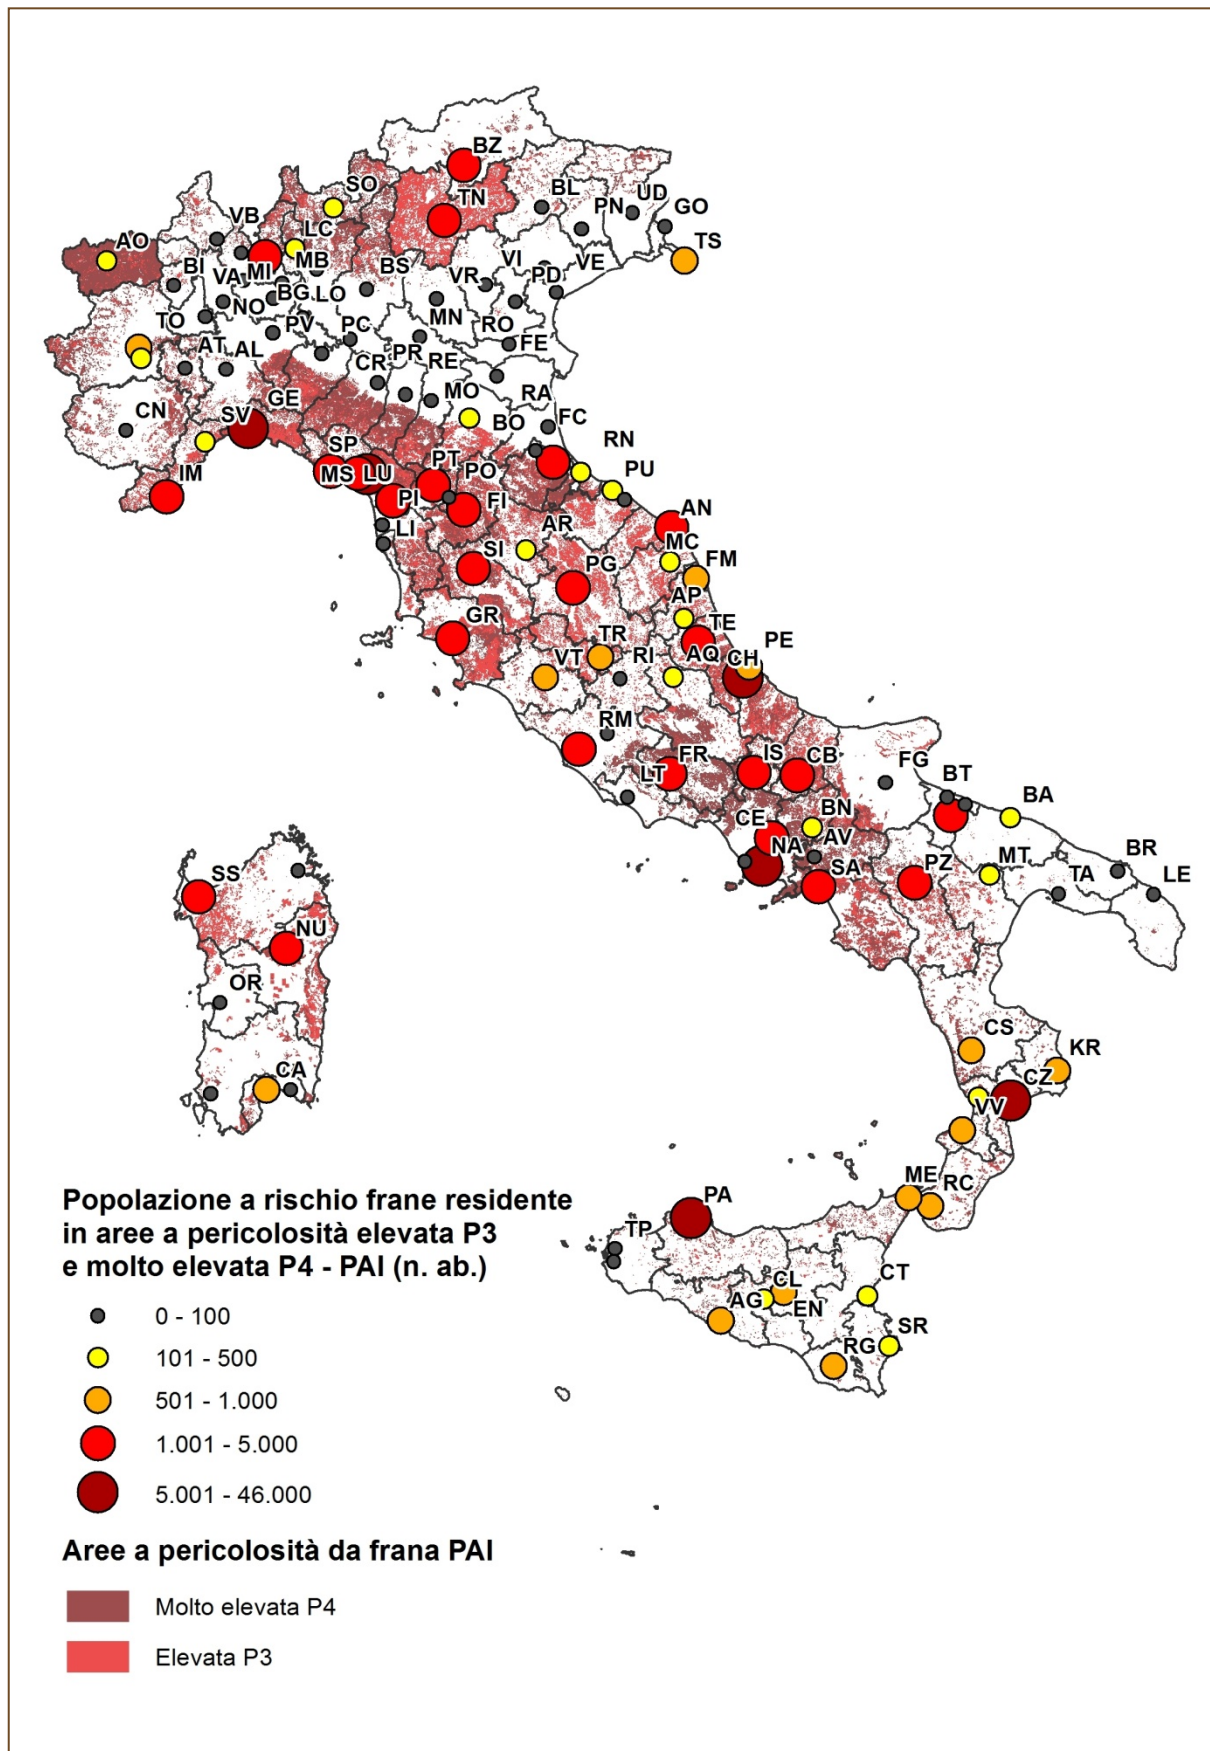 BZ
SO
TN
BL
PN
UD
GO
VB
LC
AO
MB
TS
BI
VA
MI
BS
VR
VI
PD
VE
NO
BG
LO
MN
TO
PV
PC
RO
FE
AT
AL
CR
PR
RE
MO
RA
GE
CN
SV
BO
FC
RN
SP
PT
PO
PU
IM
MS
LU
PI
FI
AN
LI
AR
MC
SI
PG
FM
AP
GR
TR
TE
VT
RI
AQ
CH
PE
RM
LT
FR
IS
CB
FG
BT
BA
CE
BN
NA
AV
SA
PZ
MT
TA
BR
LE
SS
NU
OR
CS
KR
CA
CZ
VV
ME
RC
PA
TP
CL
CT
AG
EN
SR
RG
Popolazione a rischio frane residente
in aree a pericolosità elevata P3
e molto elevata P4 - PAI (n. ab.)
0 - 100
101 - 500
501 - 1.000
1.001 - 5.000
5.001 - 46.000
Aree a pericolosità da frana PAI
Molto elevata P4
Elevata P3